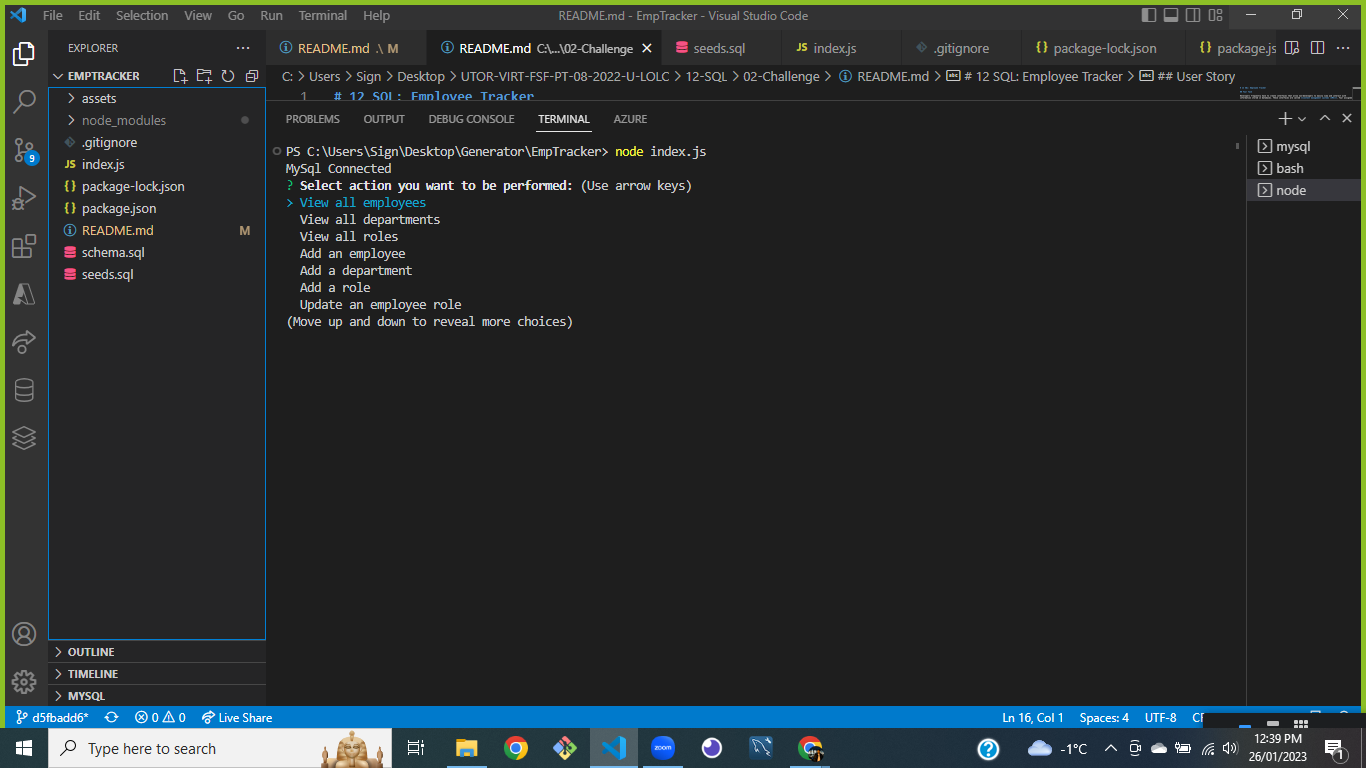 File Edit Selection View Go Run Terminal Help
README.md - EmpTracker - Visual Studio Code
EXPLORER
README.md .\ M
README.md C:\...\02-Challenge
seeds.sql
index.js
.gitignore
package-lock.json
package.js
EMPTRACKER
C: > Users > Sign > Desktop > UTOR-VIRT-FSF-PT-08-2022-U-LOLC > 12-SQL > 02-Challenge > README.md > # 12 SQL: Employee Tracker > ## User Story
1 # 12 SQL: Employee Tracker
assets
node_modules
.gitignore
index.js
package-lock.json
package.json
README.md M
schema.sql
seeds.sql
9
PROBLEMS OUTPUT DEBUG CONSOLE TERMINAL AZURE
PS C:\Users\Sign\Desktop\Generator\EmpTracker> node index.js
MySql Connected
? Select action you want to be performed: (Use arrow keys)
> View all employees
View all departments
View all roles
Add an employee
Add a department
Add a role
Update an employee role
(Move up and down to reveal more choices)
mysql
bash
node
OUTLINE
TIMELINE
MYSQL
d5fbadd6* 0 0 Live Share
Ln 16, Col 1 Spaces: 4 UTF-8
Type here to search
zoom
-1°C
12:39 PM
26/01/2023
1